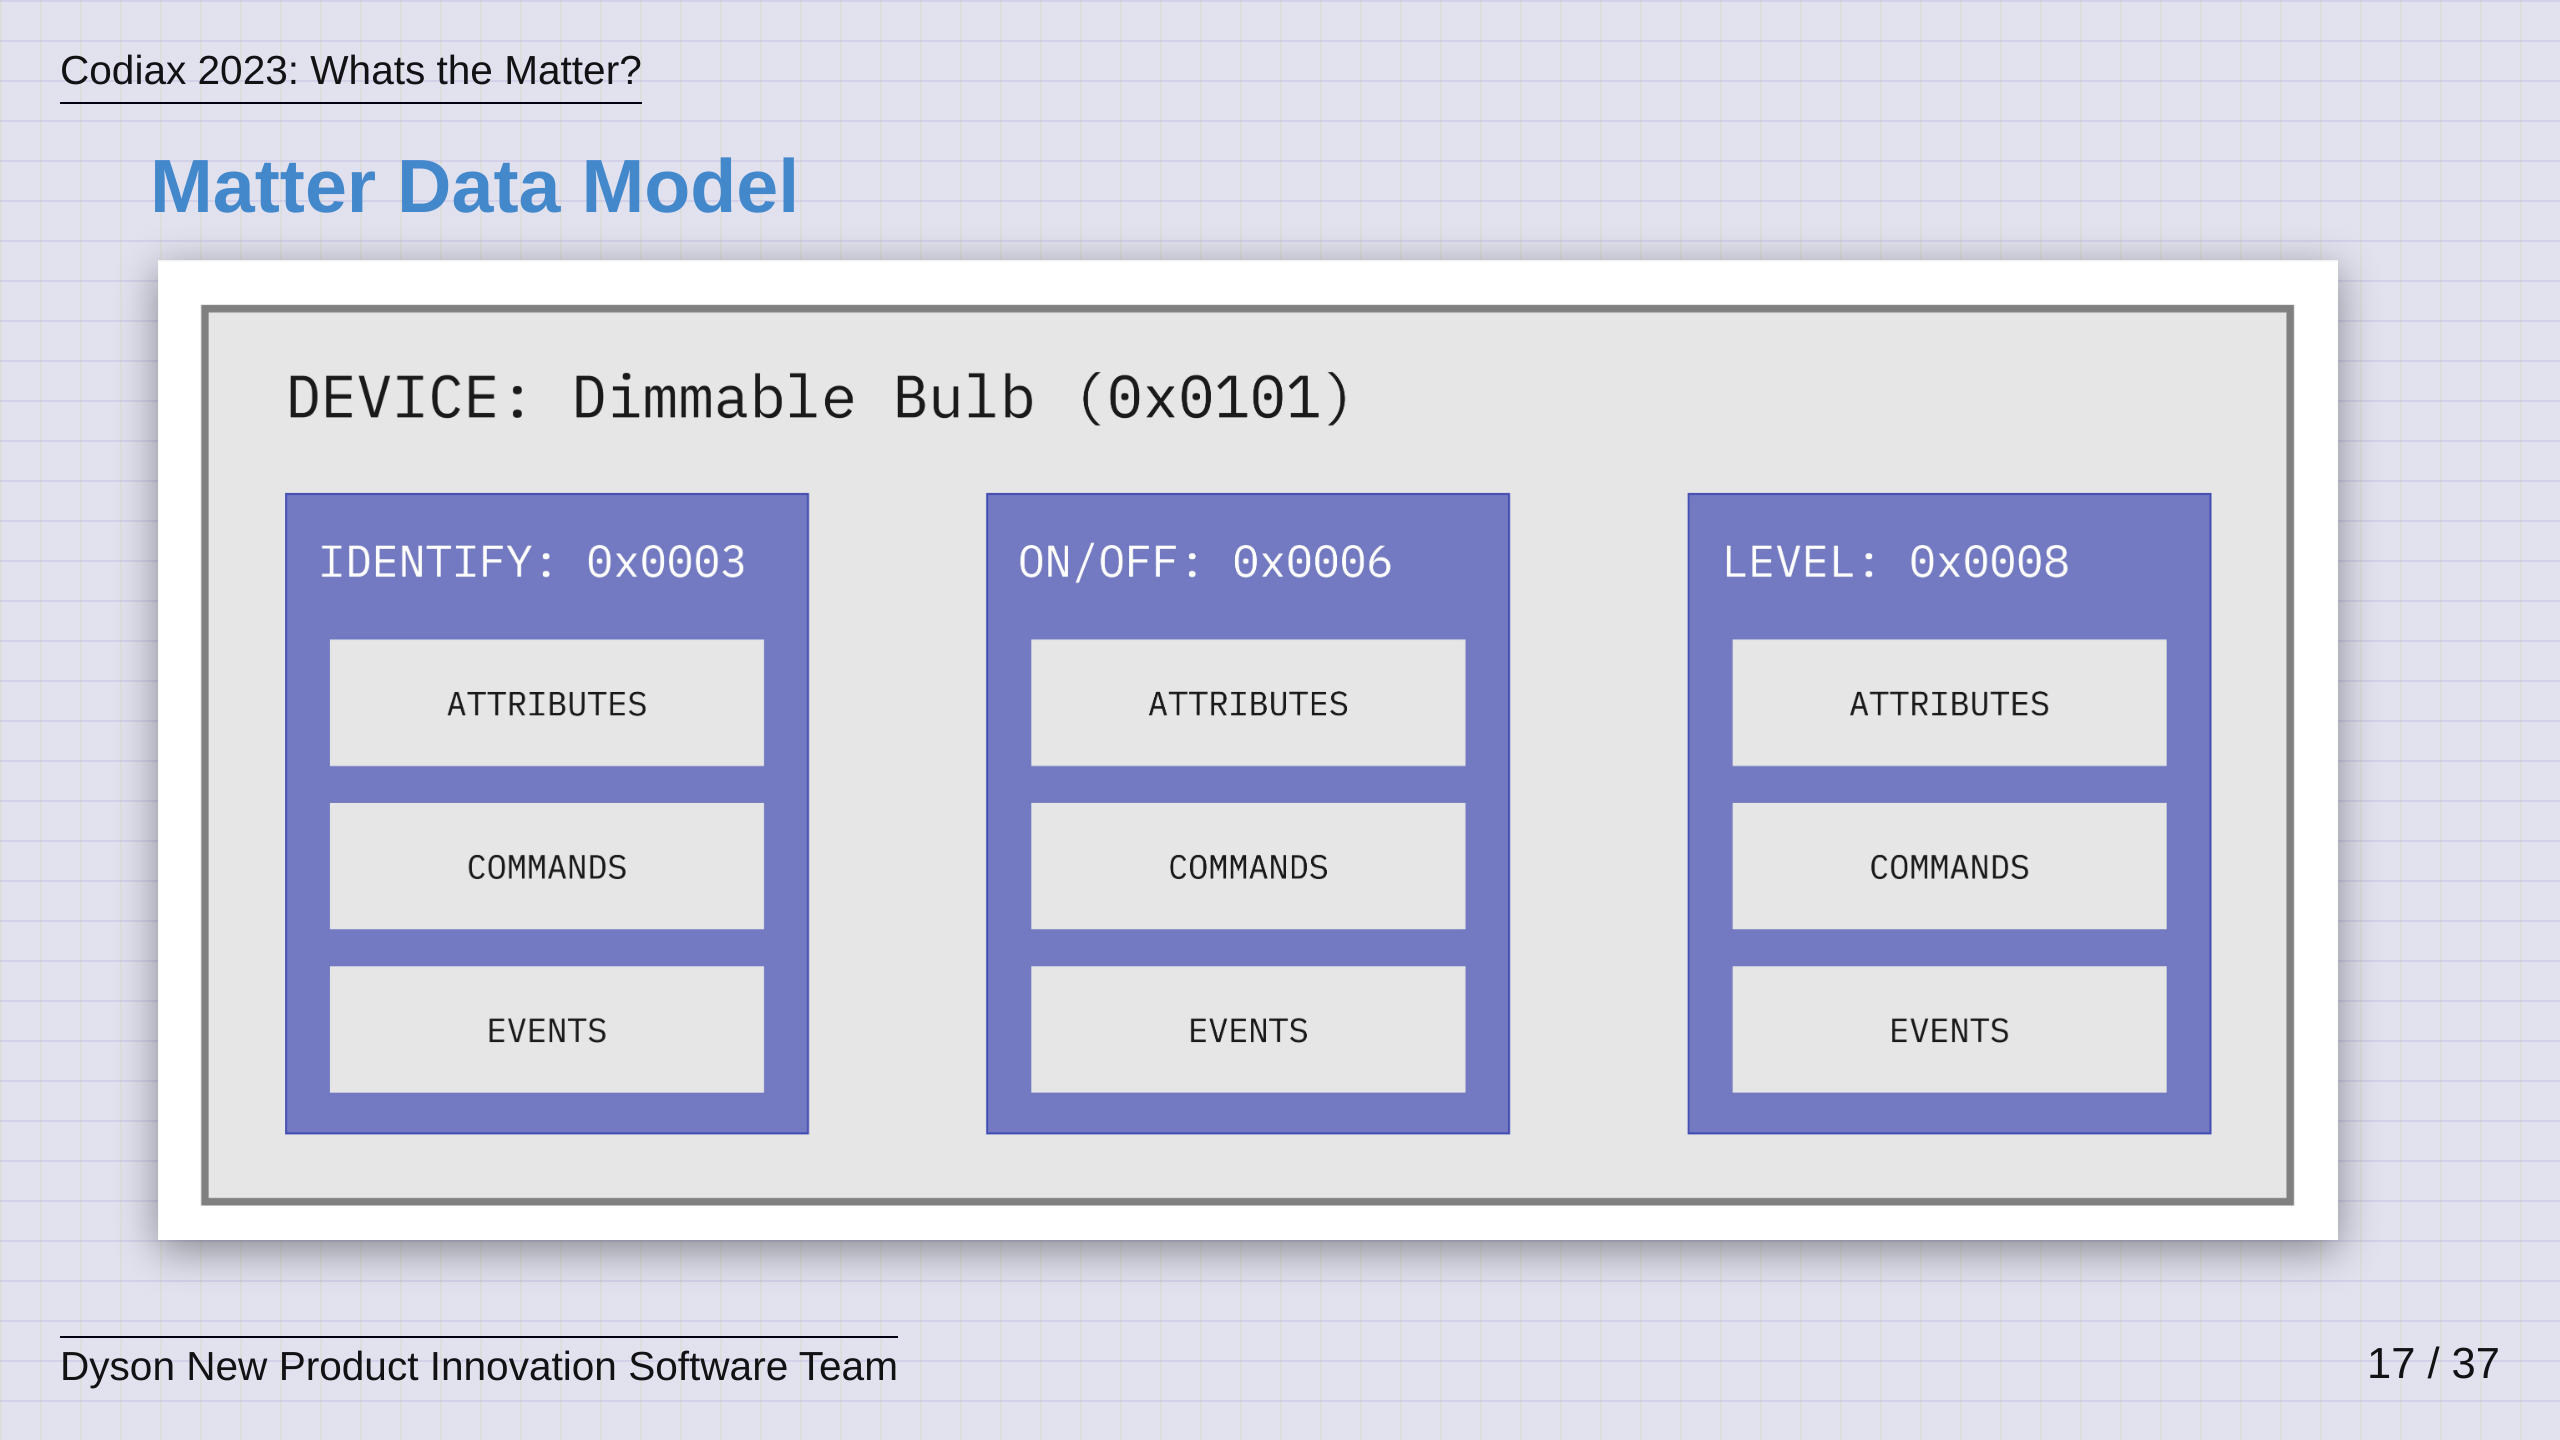 Codiax 2023: Whats the Matter?
Matter Data Model
DEVICE: Dimmable Bulb (0x0101)
IDENTIFY: 0x0003
ATTRIBUTES
COMMANDS
EVENTS
ON/OFF: 0x0006
ATTRIBUTES
COMMANDS
EVENTS
LEVEL: 0x0008
ATTRIBUTES
COMMANDS
EVENTS
Dyson New Product Innovation Software Team
17 / 37